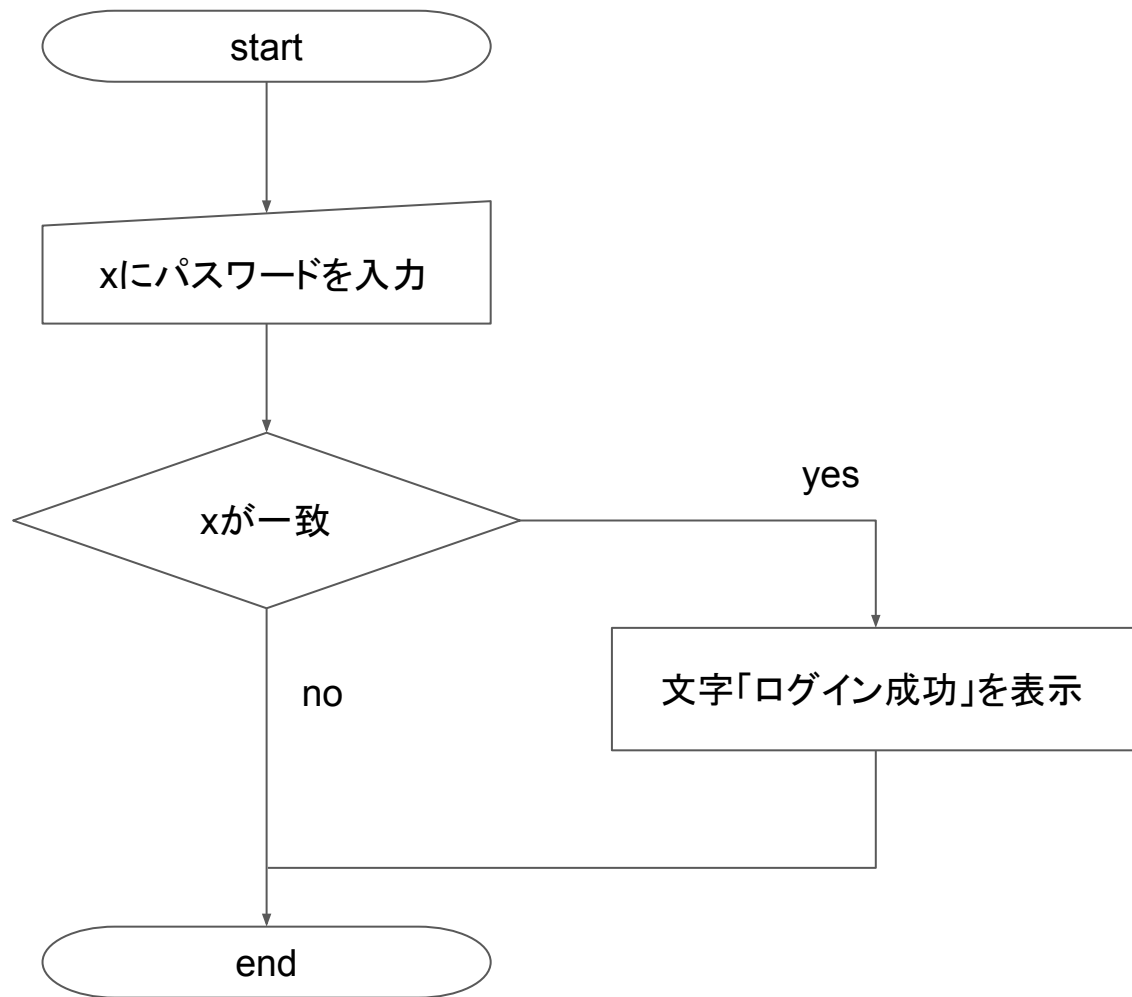 start
xにパスワードを入力
xが一致
yes
no
文字「ログイン成功」を表示
end